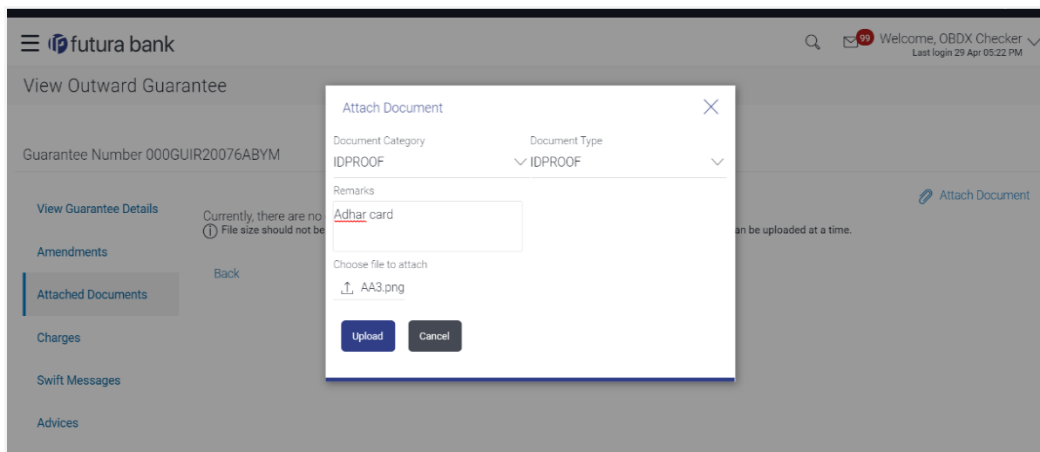 futura bank
99
Welcome, OBDX Checker
Last login 29 Apr 05:22 PM
View Outward Guarantee
Guarantee Number 000GUIR20076ABYM
Attach Document
View Guarantee Details
Amendments
Attached Documents
Charges
Swift Messages
Advices
Currently, there are no
File size should not be
an be uploaded at a time.
Back
Attach Document
Document Category
Document Type
IDPROOF
IDPROOF
Remarks
Adhar card
Choose file to attach
AA3.png
Upload
Cancel